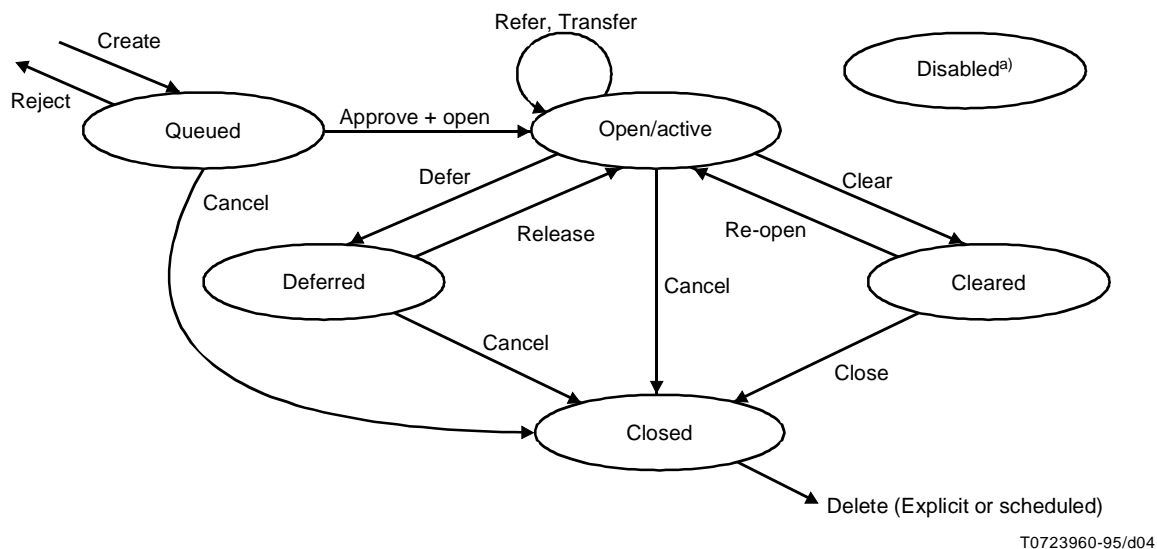 Refer, Transfer
Create
Disabled a)
Reject
Queued
Approve + open
Open/active
Defer
Clear
Cancel
Release
Re-open
Deferred
Cancel
Cleared
Cancel
Close
Closed
Delete (Explicit or scheduled)
T0723960-95/d04